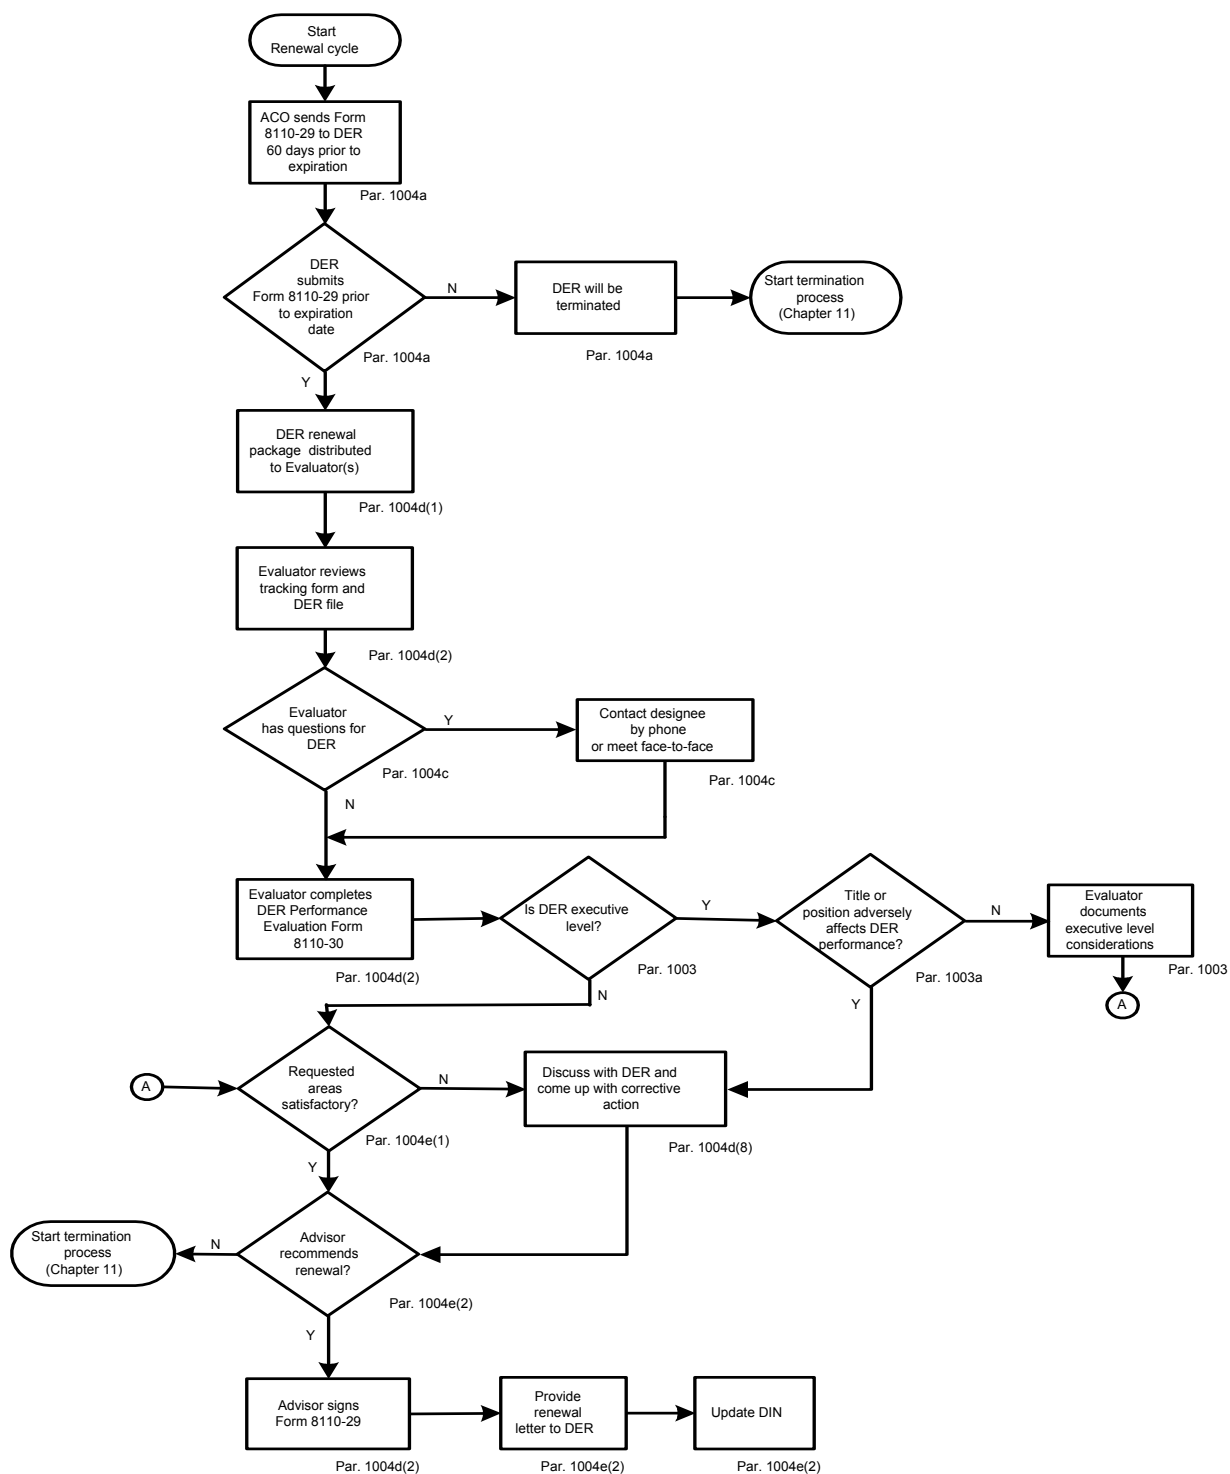 Start
Renewal cycle
ACO sends Form
8110-29 to DER
60 days prior to
expiration
Par. 1004a
DER
submits
Form 8110-29 prior
to expiration
date
N
DER will be
terminated
Start termination
process
(Chapter 11)
Par. 1004a
Par. 1004a
Y
DER renewal
package distributed
to Evaluator(s)
Par. 1004d(1)
Evaluator reviews
tracking form and
DER file
Par. 1004d(2)
Evaluator
has questions for
DER
Y
Contact designee
by phone
or meet face-to-face
Par. 1004c
Par. 1004c
N
Evaluator completes
DER Performance
Evaluation Form
8110-30
Par. 1004d(2)
Is DER executive
level?
Par. 1003
Y
Title or
position adversely
affects DER
performance?
Par. 1003a
N
Evaluator
documents
executive level
considerations
Par. 1003
A
N
Y
A
Requested
areas
satisfactory?
Par. 1004e(1)
N
Discuss with DER and
come up with corrective
action
Par. 1004d(8)
Y
Advisor
recommends
renewal?
Par. 1004e(2)
N
Start termination
process
(Chapter 11)
Y
Advisor signs
Form 8110-29
Par. 1004d(2)
Provide
renewal
letter to DER
Par. 1004e(2)
Update DIN
Par. 1004e(2)